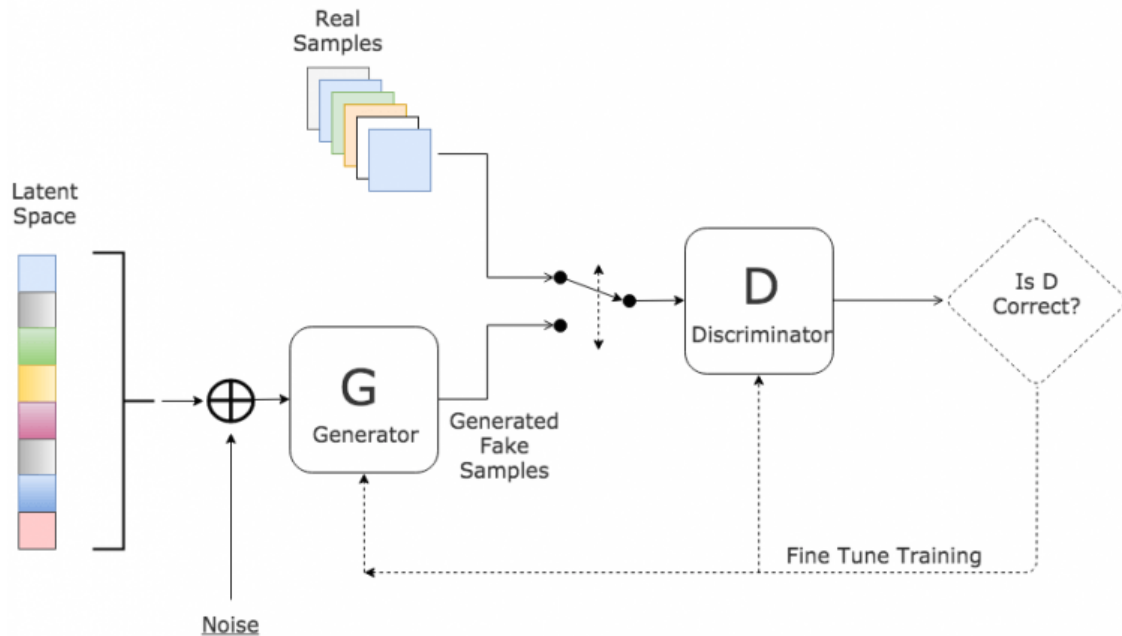 Real
Samples
Latent
Space
D
Discriminator
Is D
Correct?
G
Generator
Generated
Fake
Samples
Fine Tune Training
Noise